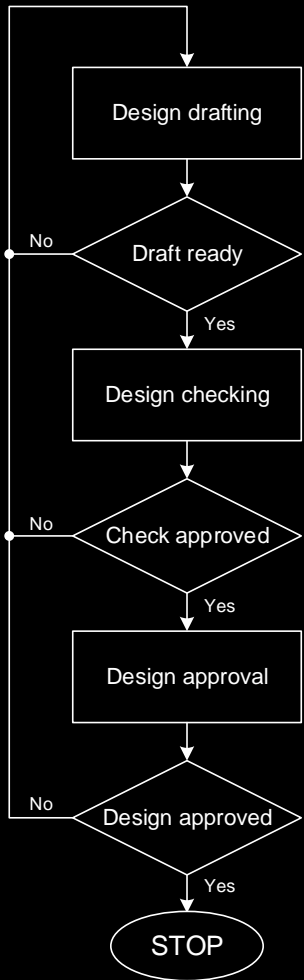 Design drafting
No
Draft ready
Yes
Design checking
No
Check approved
Yes
Design approval
No
Design approved
Yes
STOP